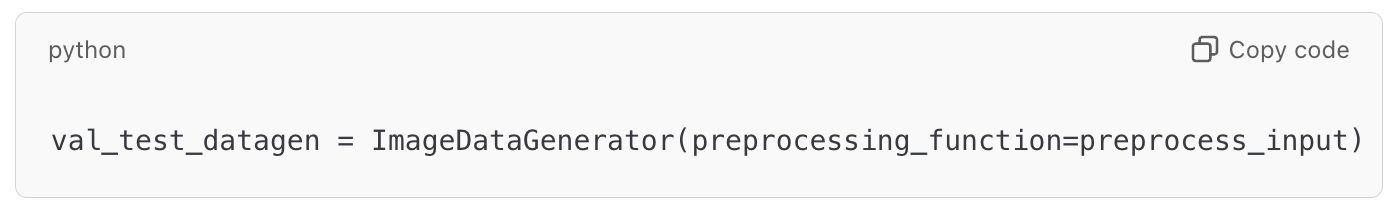 python
Copy code
val_test_datagen = ImageDataGenerator(preprocessing_function=preprocess_input)